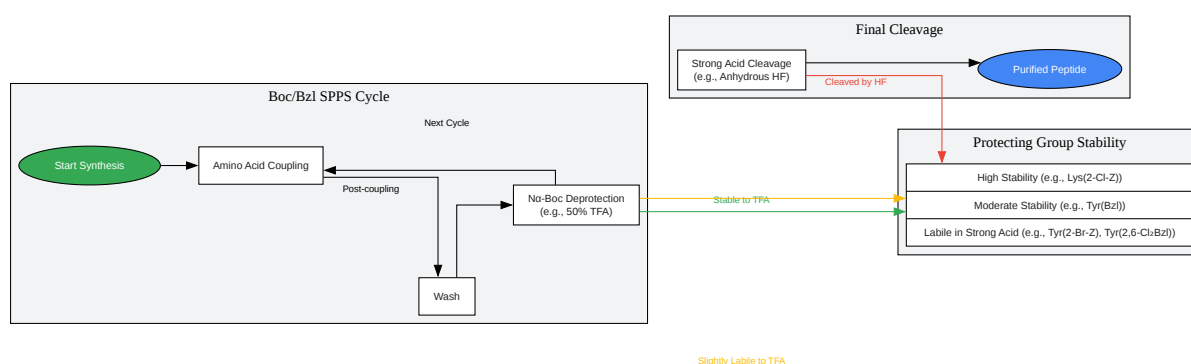 Final Cleavage
Strong Acid Cleavage
(e.g., Anhydrous HF)
Purified Peptide
Cleaved by HF
Boc/Bzl SPPS Cycle
Next Cycle
Start Synthesis
Amino Acid Coupling
Post-coupling
Nα-Boc Deprotection
(e.g., 50% TFA)
Wash
Stable to TFA
Protecting Group Stability
High Stability (e.g., Lys(2-Cl-Z))
Moderate Stability (e.g., Tyr(Bzl))
Labile in Strong Acid (e.g., Tyr(2-Br-Z), Tyr(2,6-Cl₂Bzl))
Slightly Labile to TFA